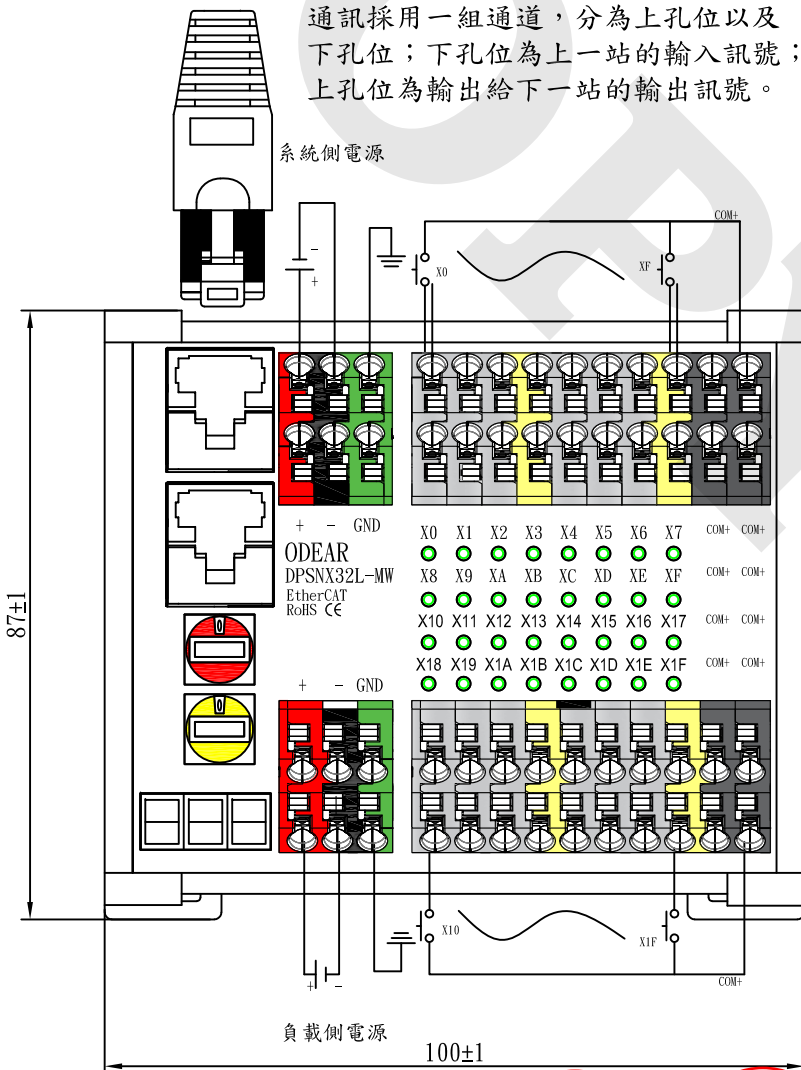 通訊採用一組通道，分為上孔位以及
下孔位；下孔位為上一站的輸入訊號；
上孔位為輸出給下一站的輸出訊號。
系統側電源
COM+
-
+
X0
XF
+ - GND
ODEAR
DPSNX32L-MW
EtherCAT
RoHS CE
X0 X1 X2 X3 X4 X5 X6 X7 COM+ COM+
X8 X9 XA XB XC XD XE XF COM+ COM+
X10 X11 X12 X13 X14 X15 X16 X17 COM+ COM+
X18 X19 X1A X1B X1C X1D X1E X1F COM+ COM+
0
0
+ - GND
87±1
X10
X1F
COM+
+ -
負載側電源
100±1